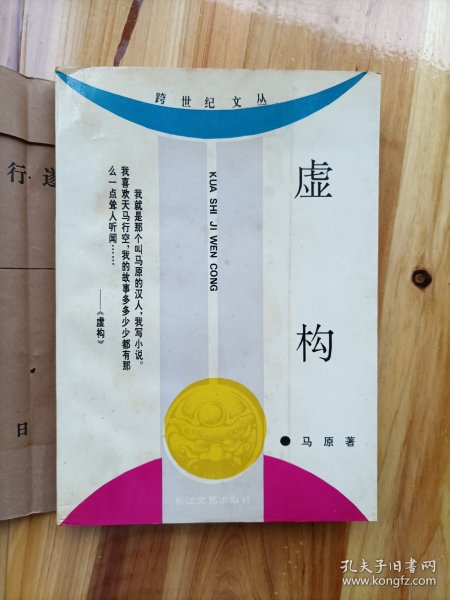 跨世纪文丛
虚构
KUA SHI JI WEN CONG
我就是那个叫马原的汉人，我写小说。
我喜欢天马行空，我的故事多多少少都有那
么一点耸人听闻……
——《虚构》
●马原著
长江文艺出版社
行
日
孔夫子旧书网
www.kongfz.com